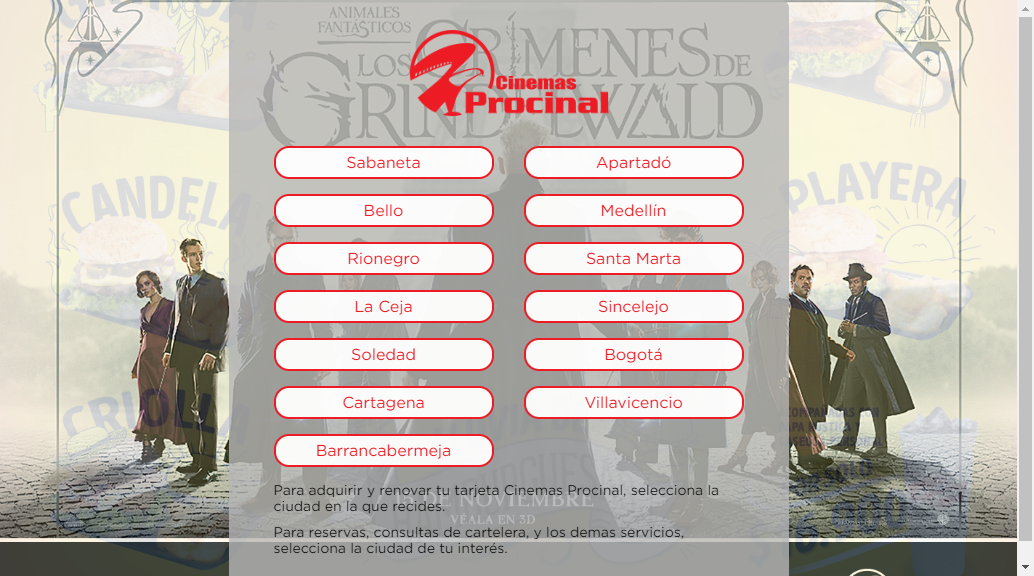 ANIMALES
FANTÁSTICOS
LOS CRÍMENES DE
GRINDELWALD
Cinemas
Procinal
Sabaneta
Apartadó
Bello
Medellín
Rionegro
Santa Marta
La Ceja
Sincelejo
Soledad
Bogotá
Cartagena
Villavicencio
Barrancabermeja
Para adquirir y renovar tu tarjeta Cinemas Procinal, selecciona la
ciudad en la que recides.
Para reservas, consultas de cartelera, y los demas servicios,
selecciona la ciudad de tu interés.
DE NOVIEMBRE
VÉALA EN 3D
CANDELA
PLAYERA
CRIOLLA